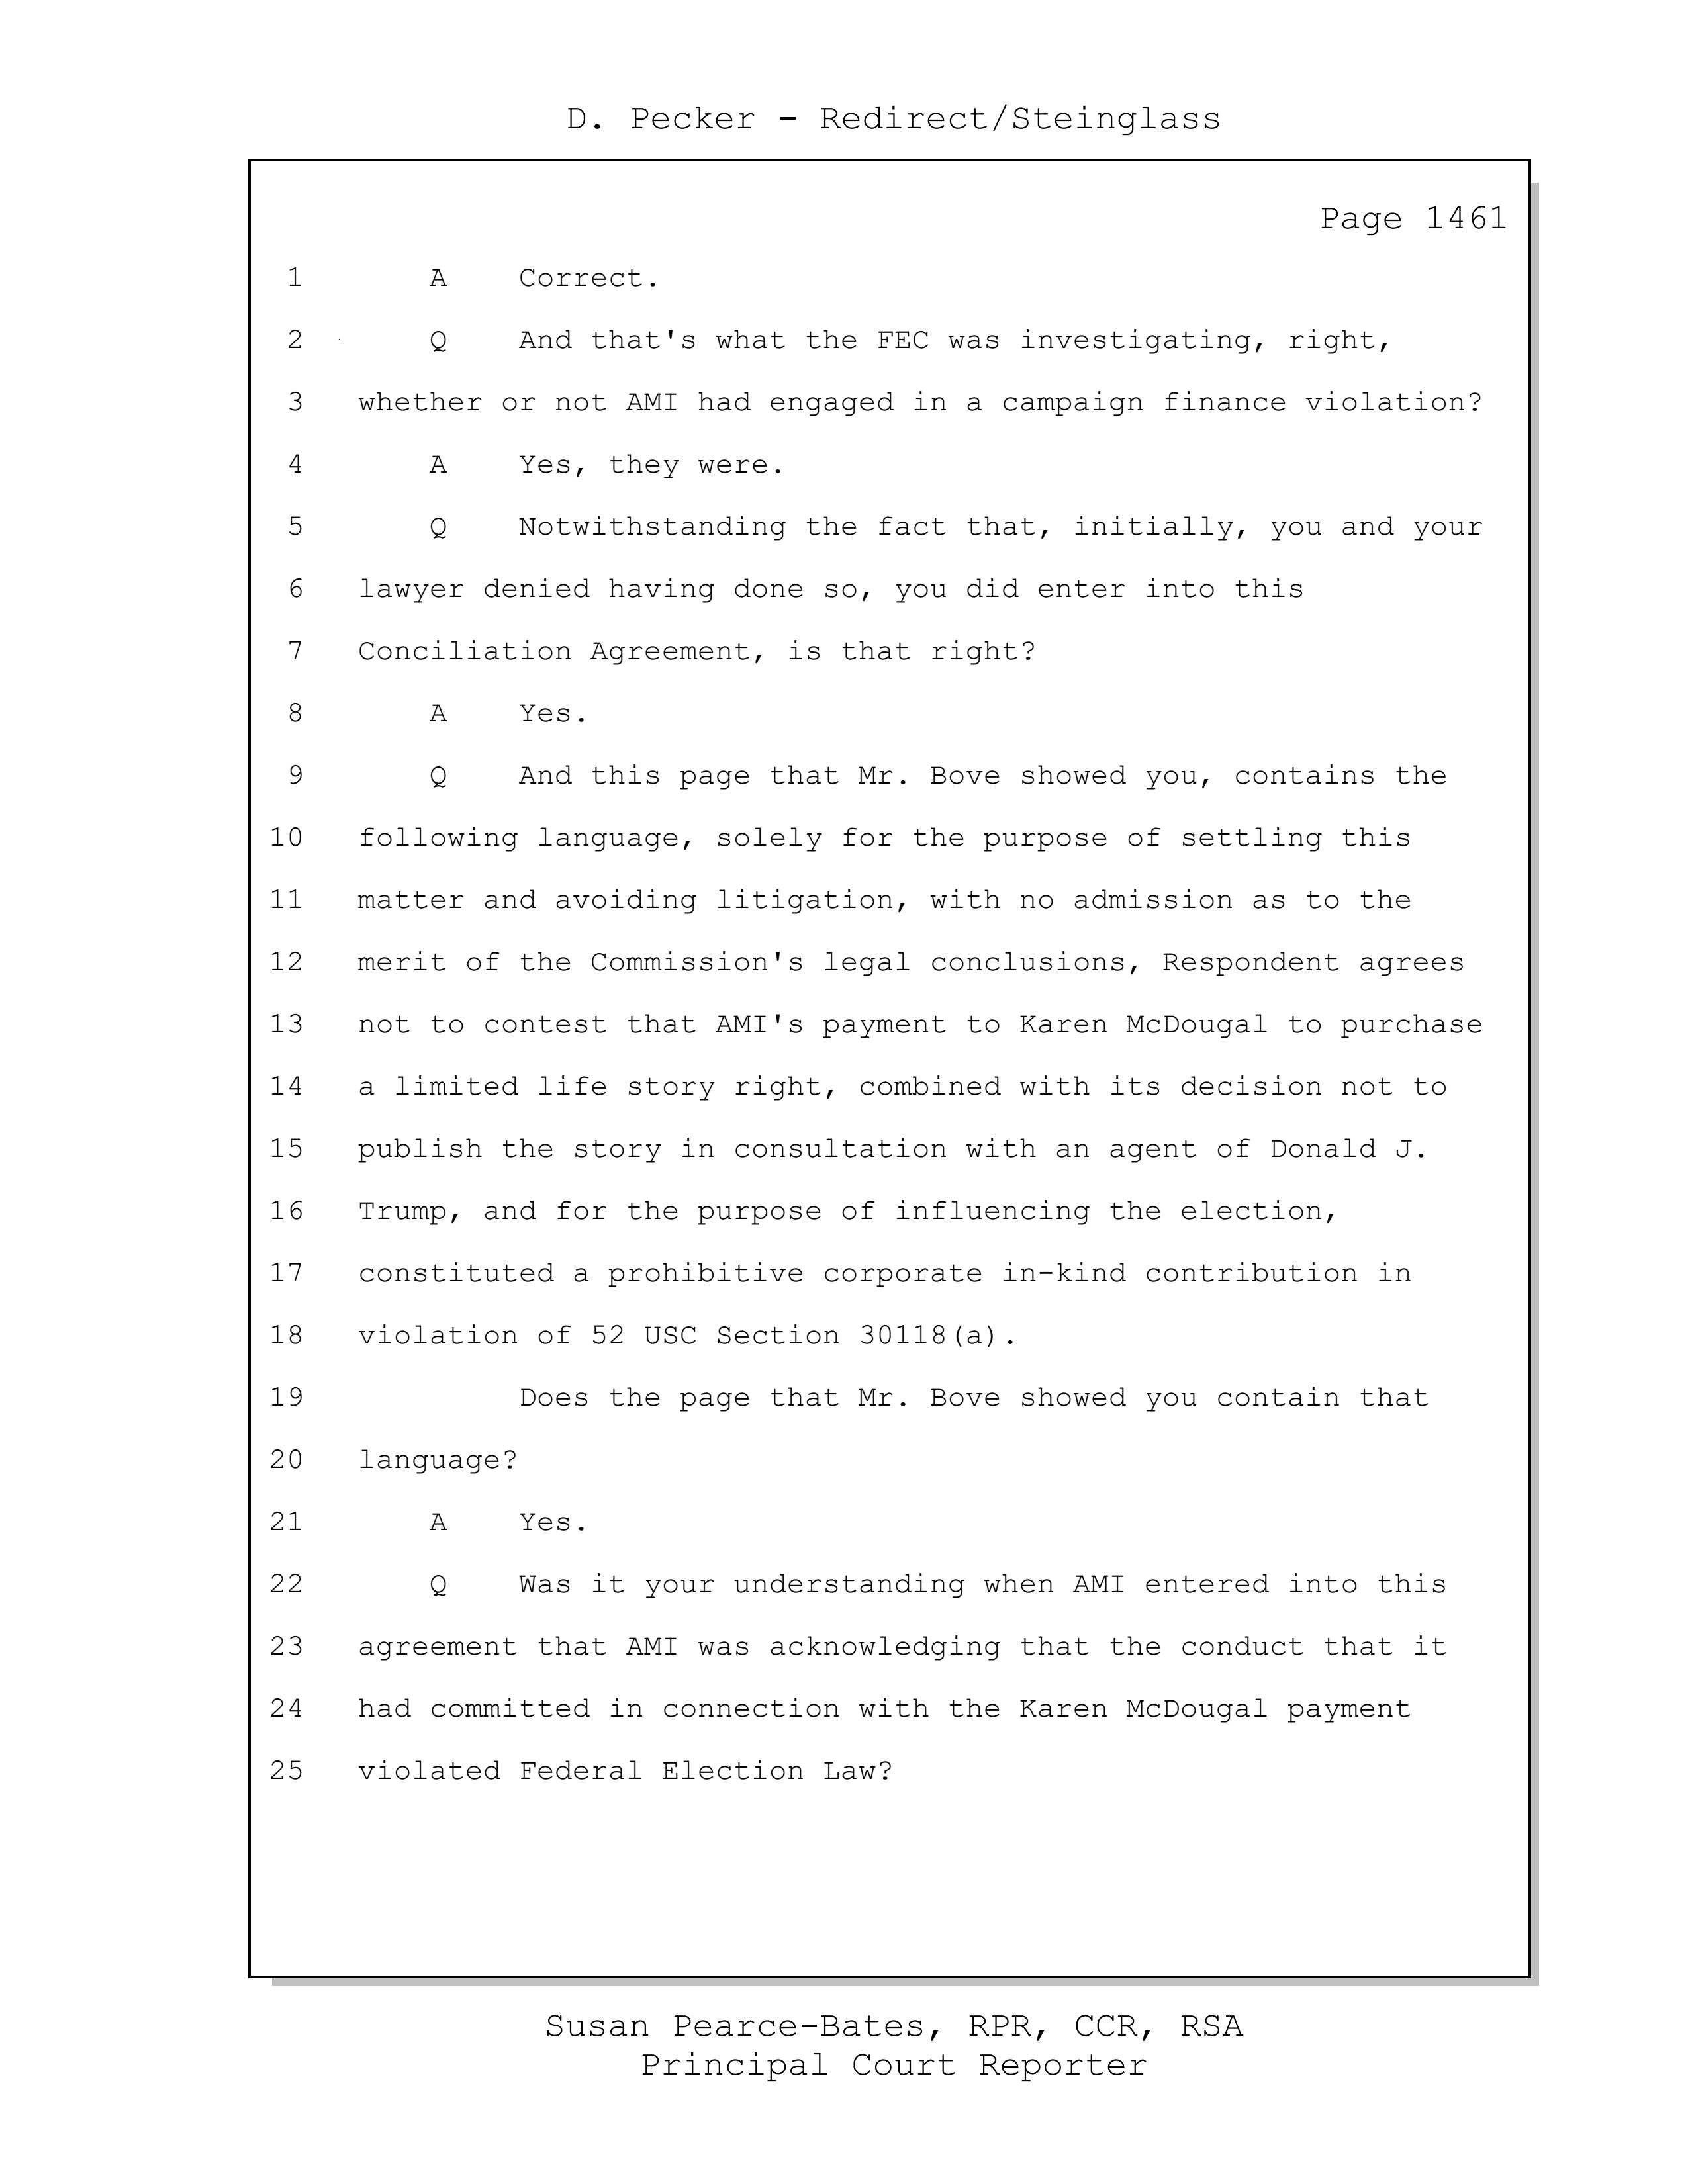 D. Pecker - Redirect/Steinglass
Page 1461
1 A Correct.
2 Q And that's what the FEC was investigating, right,
3 whether or not AMI had engaged in a campaign finance violation?
4 A Yes, they were.
5 Q Notwithstanding the fact that, initially, you and your
6 lawyer denied having done so, you did enter into this
7 Conciliation Agreement, is that right?
8 A Yes.
9 Q And this page that Mr. Bove showed you, contains the
10 following language, solely for the purpose of settling this
11 matter and avoiding litigation, with no admission as to the
12 merit of the Commission's legal conclusions, Respondent agrees
13 not to contest that AMI's payment to Karen McDougal to purchase
14 a limited life story right, combined with its decision not to
15 publish the story in consultation with an agent of Donald J.
16 Trump, and for the purpose of influencing the election,
17 constituted a prohibitive corporate in-kind contribution in
18 violation of 52 USC Section 30118(a).
19 Does the page that Mr. Bove showed you contain that
20 language?
21 A Yes.
22 Q Was it your understanding when AMI entered into this
23 agreement that AMI was acknowledging that the conduct that it
24 had committed in connection with the Karen McDougal payment
25 violated Federal Election Law?
Susan Pearce-Bates, RPR, CCR, RSA
Principal Court Reporter